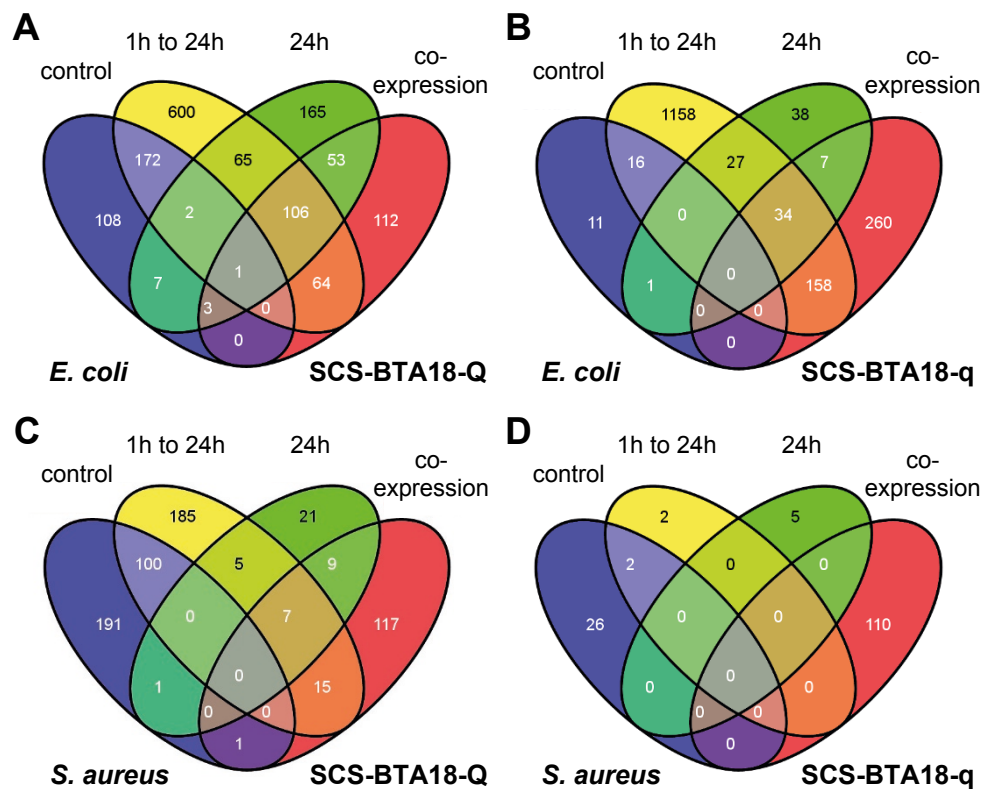 A
1h to 24h 24h
control co-
expression
600 165
172 65 53
108 2 106 112
1
7 64
3 0
0
E. coli SCS-BTA18-Q
B
1h to 24h 24h
control co-
expression
1158 38
16 27 7
11 0 34 260
0
1 158
0 0
0
E. coli SCS-BTA18-q
C
1h to 24h 24h
control co-
expression
185 21
100 5 9
191 0 7 117
0
1 15
0 0
1
S. aureus SCS-BTA18-Q
D
1h to 24h 24h
control co-
expression
2 5
2 0 0
26 0 0 110
0
0 0
0 0
0
S. aureus SCS-BTA18-q